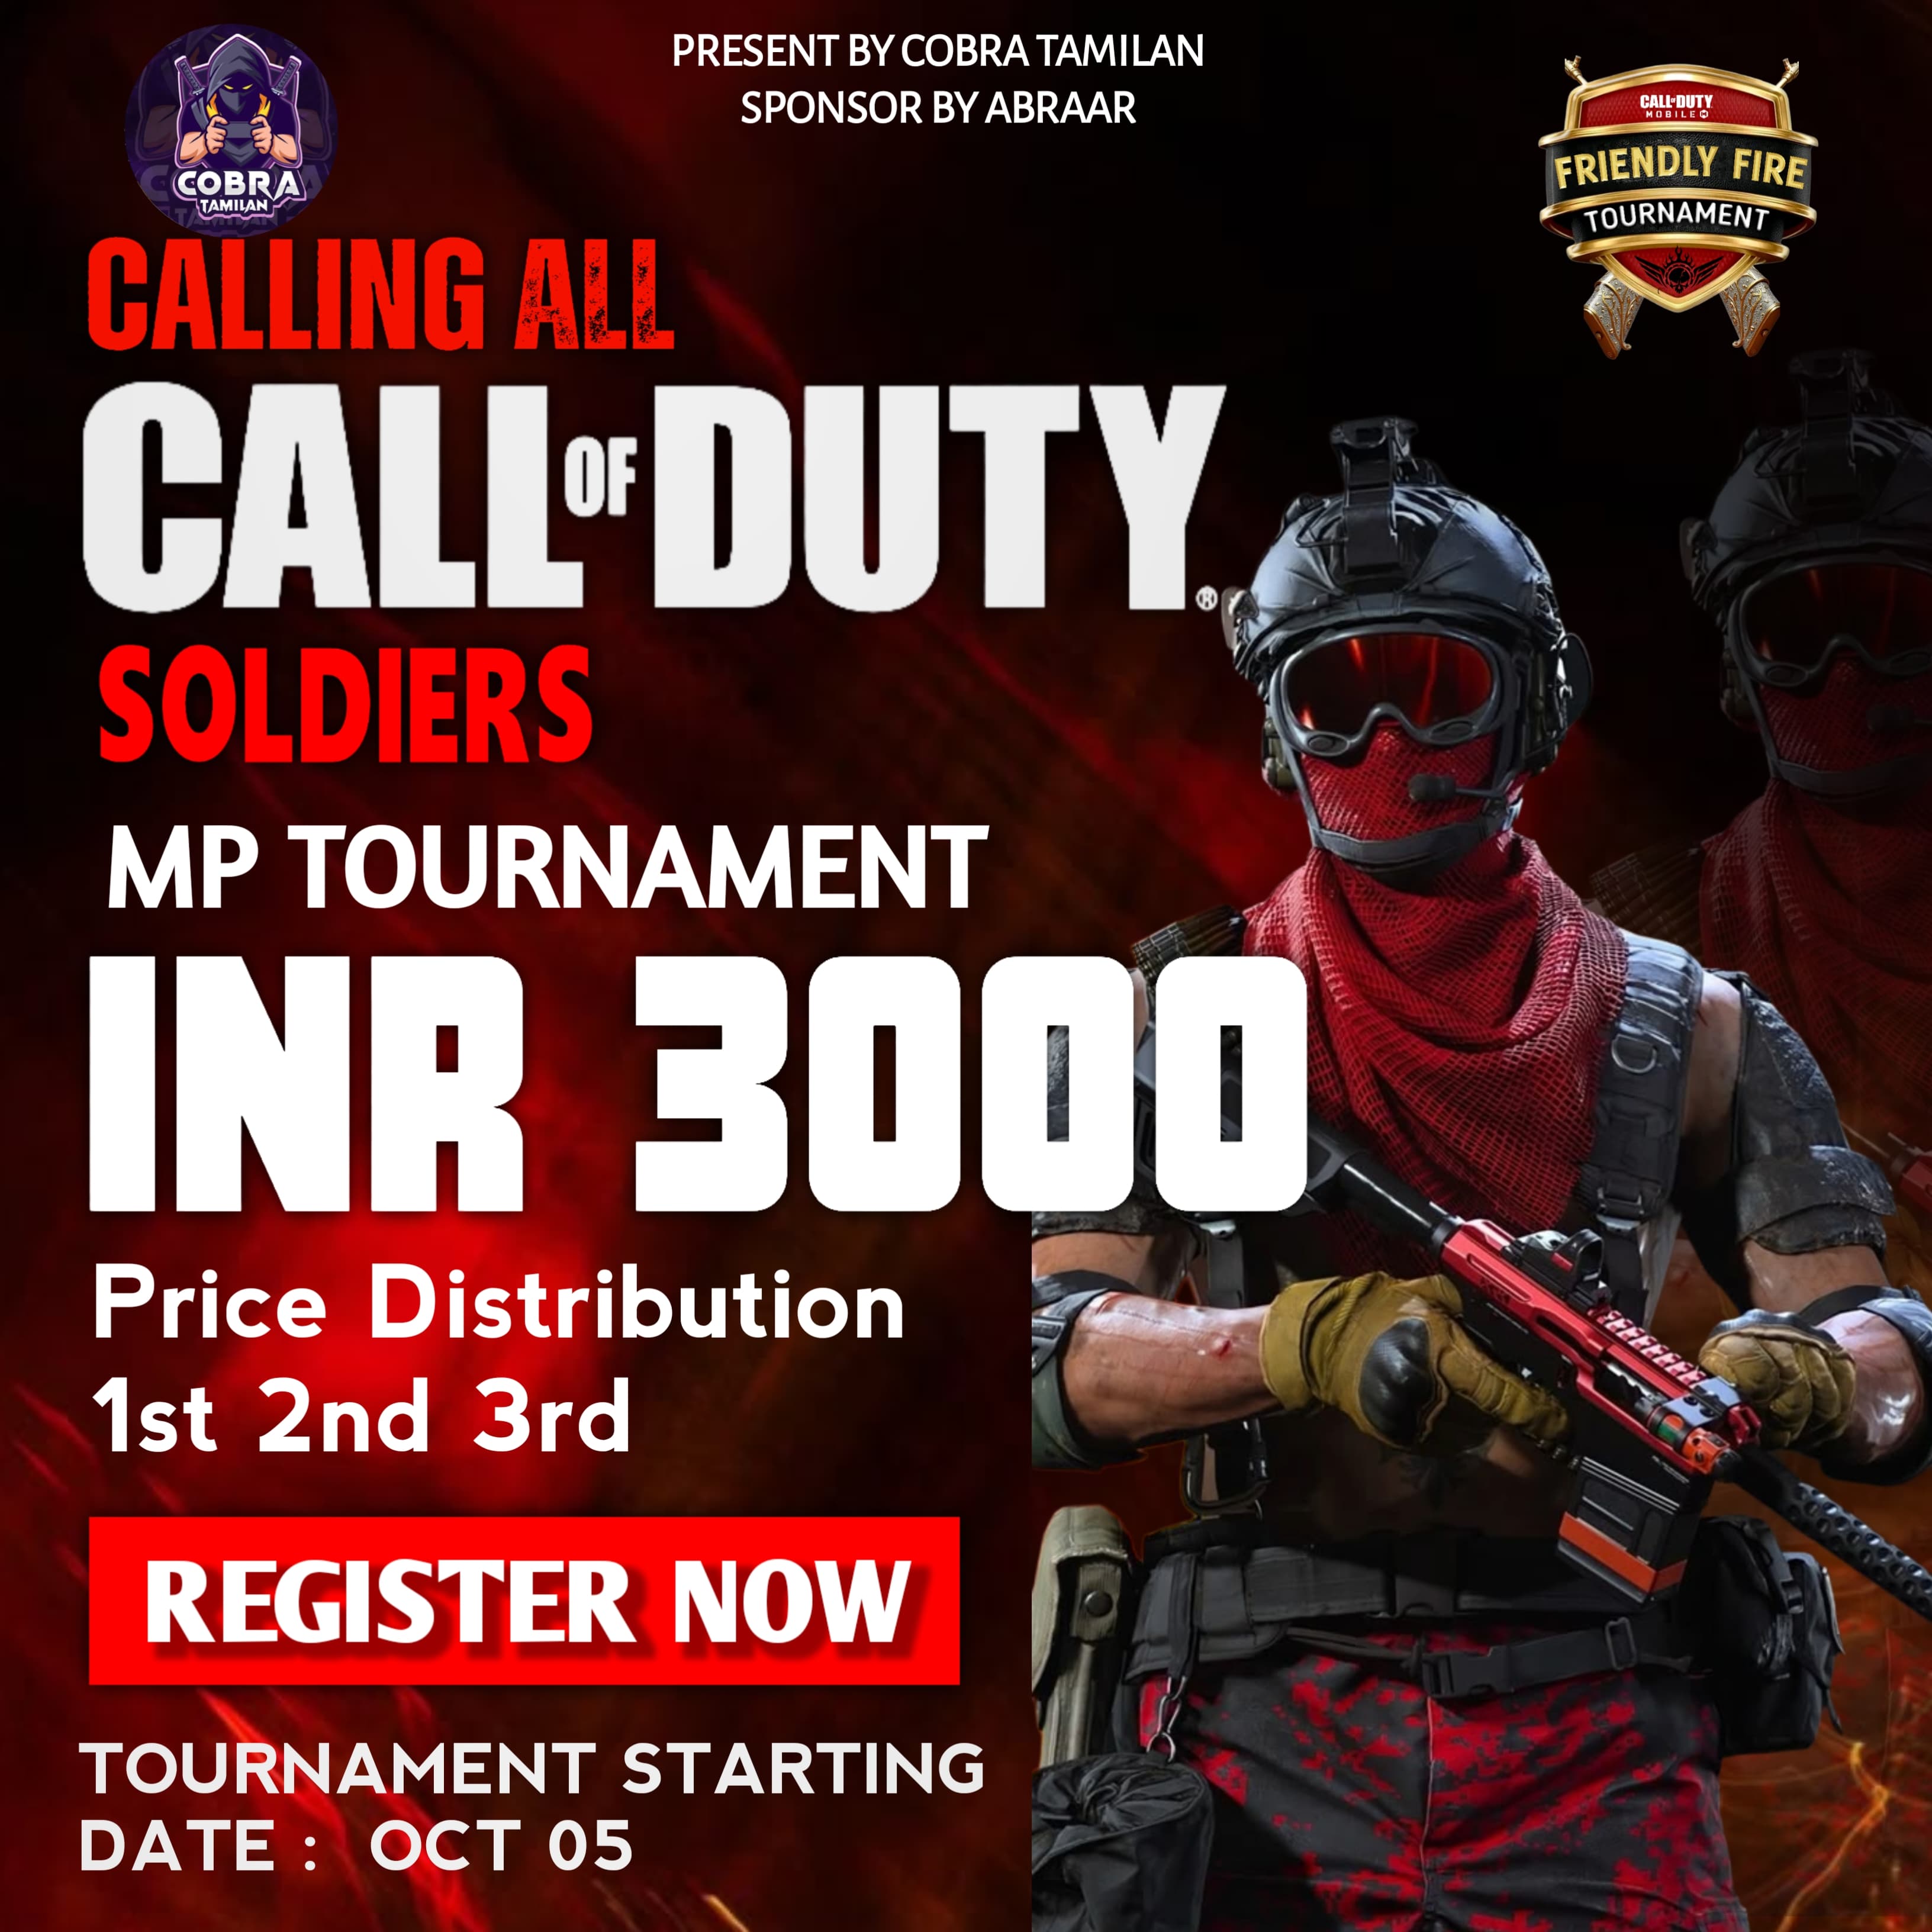 PRESENT BY COBRA TAMILAN
SPONSOR BY ABRAAR
COBRA
TAMILAN
CALL OF DUTY
MOBILE
FRIENDLY FIRE
TOURNAMENT
CALLING ALL
CALL OF DUTY®
SOLDIERS
MP TOURNAMENT
INR 3000
Price Distribution
1st 2nd 3rd
REGISTER NOW
TOURNAMENT STARTING
DATE : OCT 05